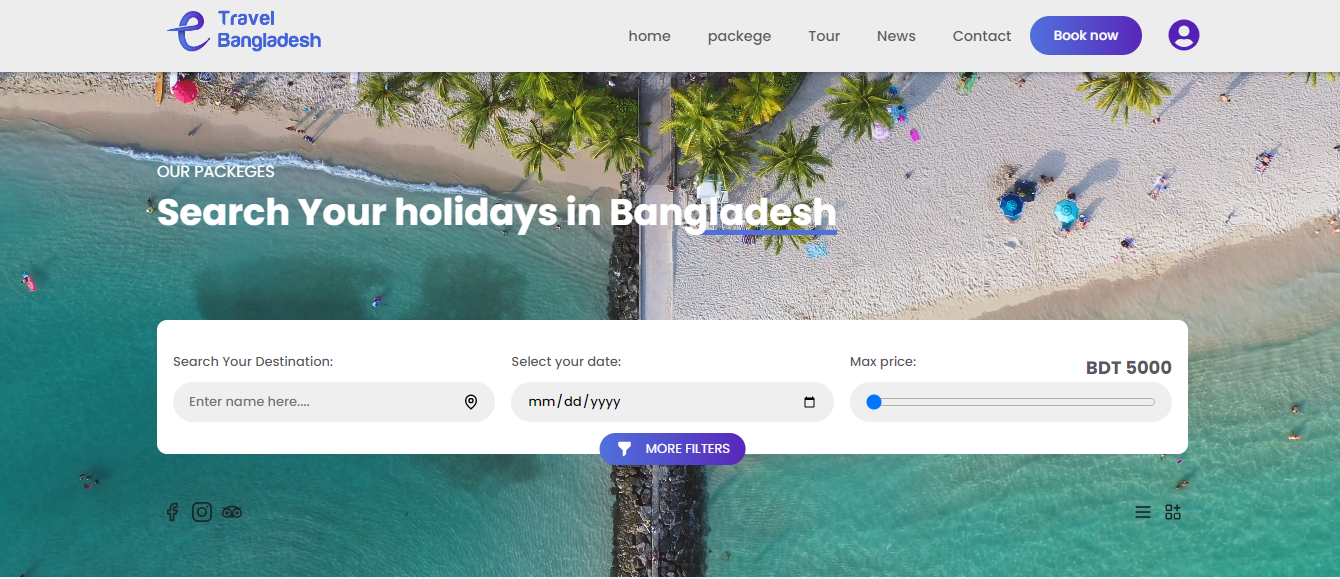 Travel
Bangladesh
home packege Tour News Contact Book now
OUR PACKEGES
Search Your holidays in Bangladesh
Search Your Destination: Select your date: Max price: BDT 5000
Enter name here.... mm/dd/yyyy
MORE FILTERS